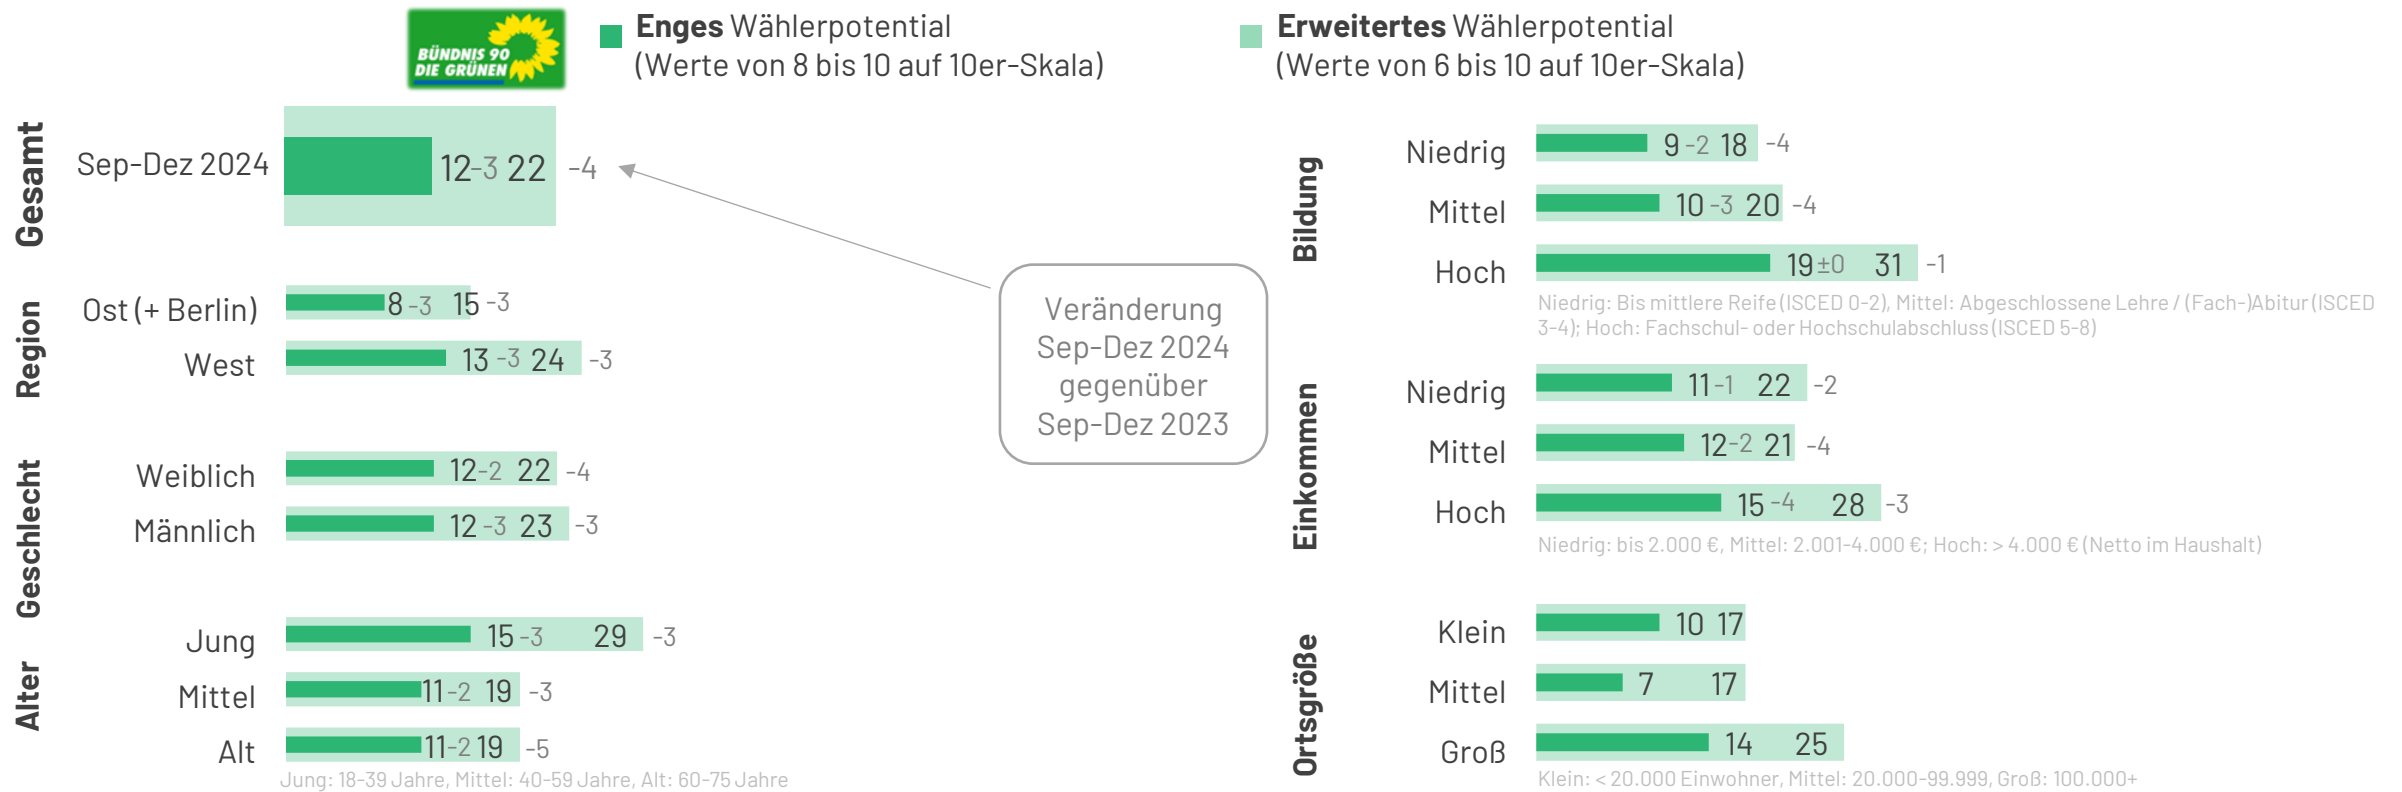 BÜNDNIS 90
DIE GRÜNEN
Enges Wählerpotential
(Werte von 8 bis 10 auf 10er-Skala)
Erweitertes Wählerpotential
(Werte von 6 bis 10 auf 10er-Skala)
Gesamt
Sep-Dez 2024 12 -3 22 -4
Veränderung
Sep-Dez 2024
gegenüber
Sep-Dez 2023
Region
Ost (+ Berlin) 8 -3 15 -3
West 13 -3 24 -3
Geschlecht
Weiblich 12 -2 22 -4
Männlich 12 -3 23 -3
Alter
Jung 15 -3 29 -3
Mittel 11 -2 19 -3
Alt 11 -2 19 -5
Jung: 18-39 Jahre, Mittel: 40-59 Jahre, Alt: 60-75 Jahre
Bildung
Niedrig 9 -2 18 -4
Mittel 10 -3 20 -4
Hoch 19 ±0 31 -1
Niedrig: Bis mittlere Reife (ISCED 0-2), Mittel: Abgeschlossene Lehre / (Fach-)Abitur (ISCED
3-4); Hoch: Fachschul- oder Hochschulabschluss (ISCED 5-8)
Einkommen
Niedrig 11 -1 22 -2
Mittel 12 -2 21 -4
Hoch 15 -4 28 -3
Niedrig: bis 2.000 €, Mittel: 2.001-4.000 €; Hoch: > 4.000 € (Netto im Haushalt)
Ortsgröße
Klein 10 17
Mittel 7 17
Groß 14 25
Klein: < 20.000 Einwohner, Mittel: 20.000-99.999, Groß: 100.000+